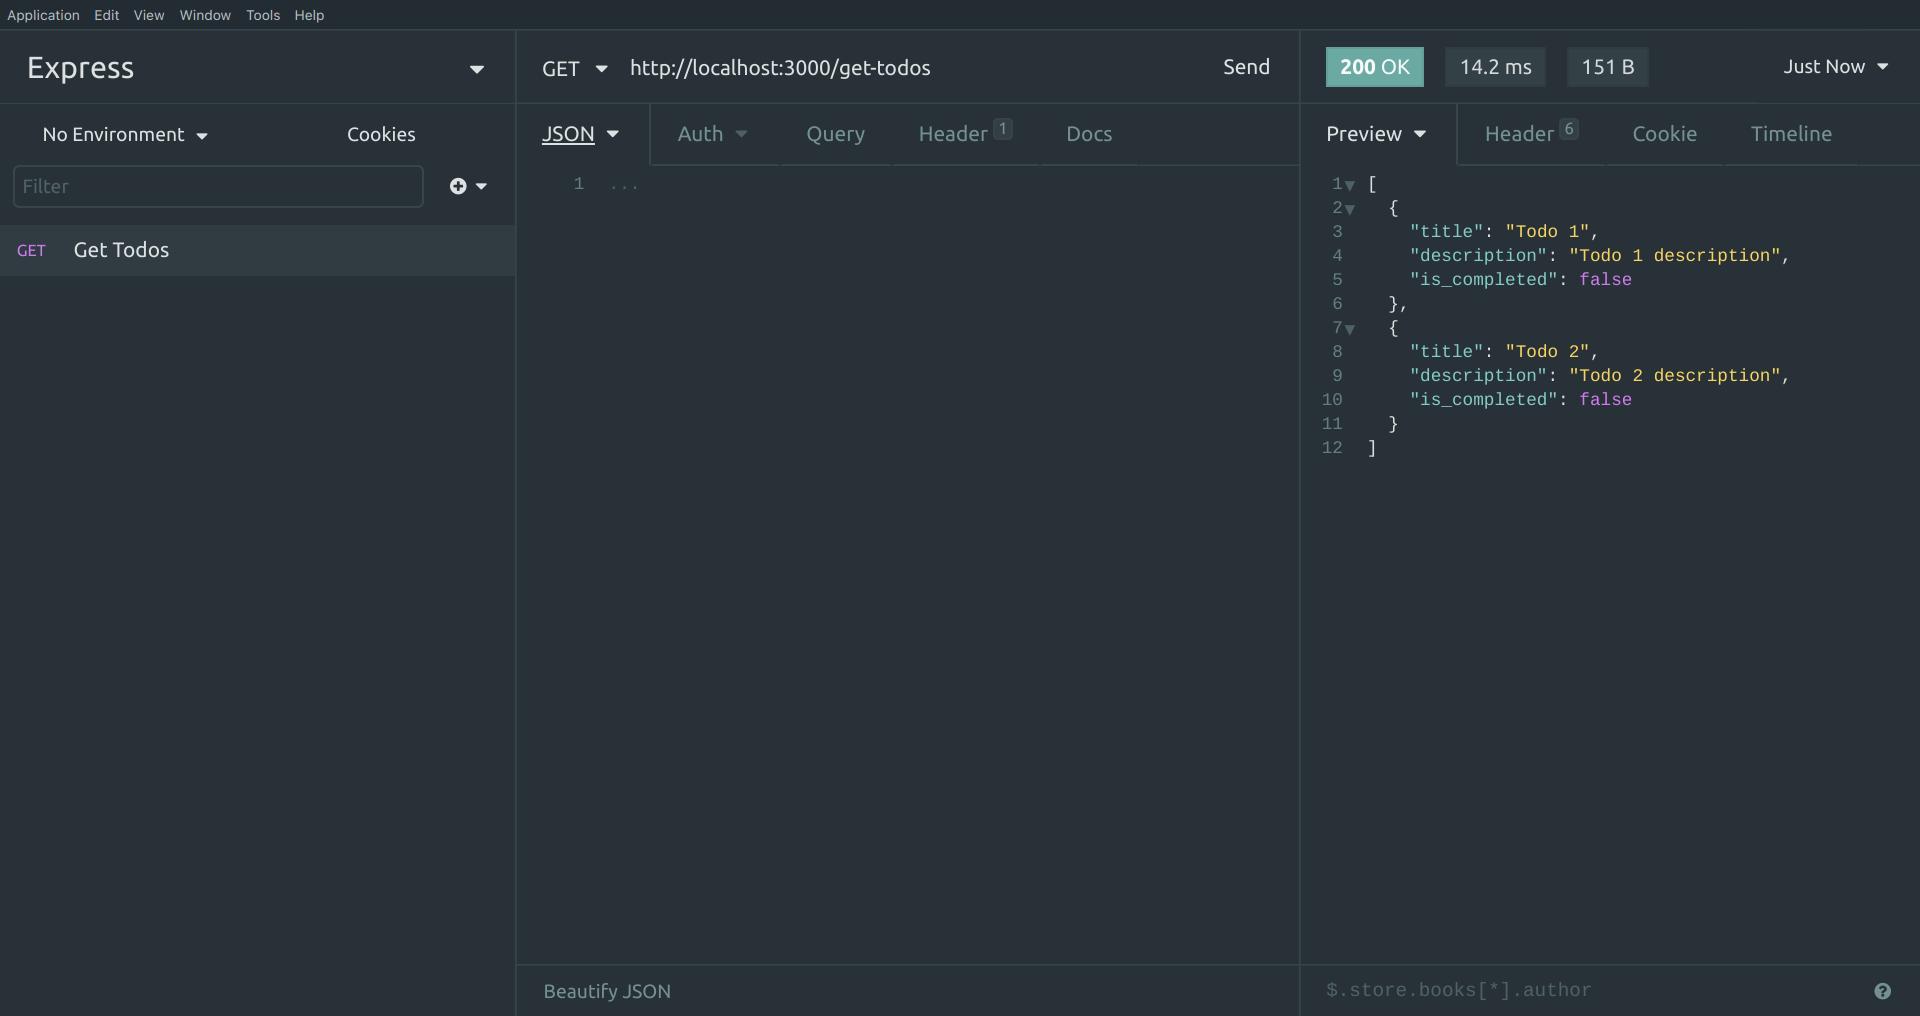 Application Edit View Window Tools Help
Express
GET http://localhost:3000/get-todos Send
200 OK 14.2 ms 151 B Just Now
No Environment Cookies
JSON Auth Query Header 1 Docs
Preview Header 6 Cookie Timeline
Filter
GET Get Todos
1 ...
1 [
2 {
3 "title": "Todo 1",
4 "description": "Todo 1 description",
5 "is_completed": false
6 },
7 {
8 "title": "Todo 2",
9 "description": "Todo 2 description",
10 "is_completed": false
11 }
12 ]
Beautify JSON
$.store.books[*].author ?